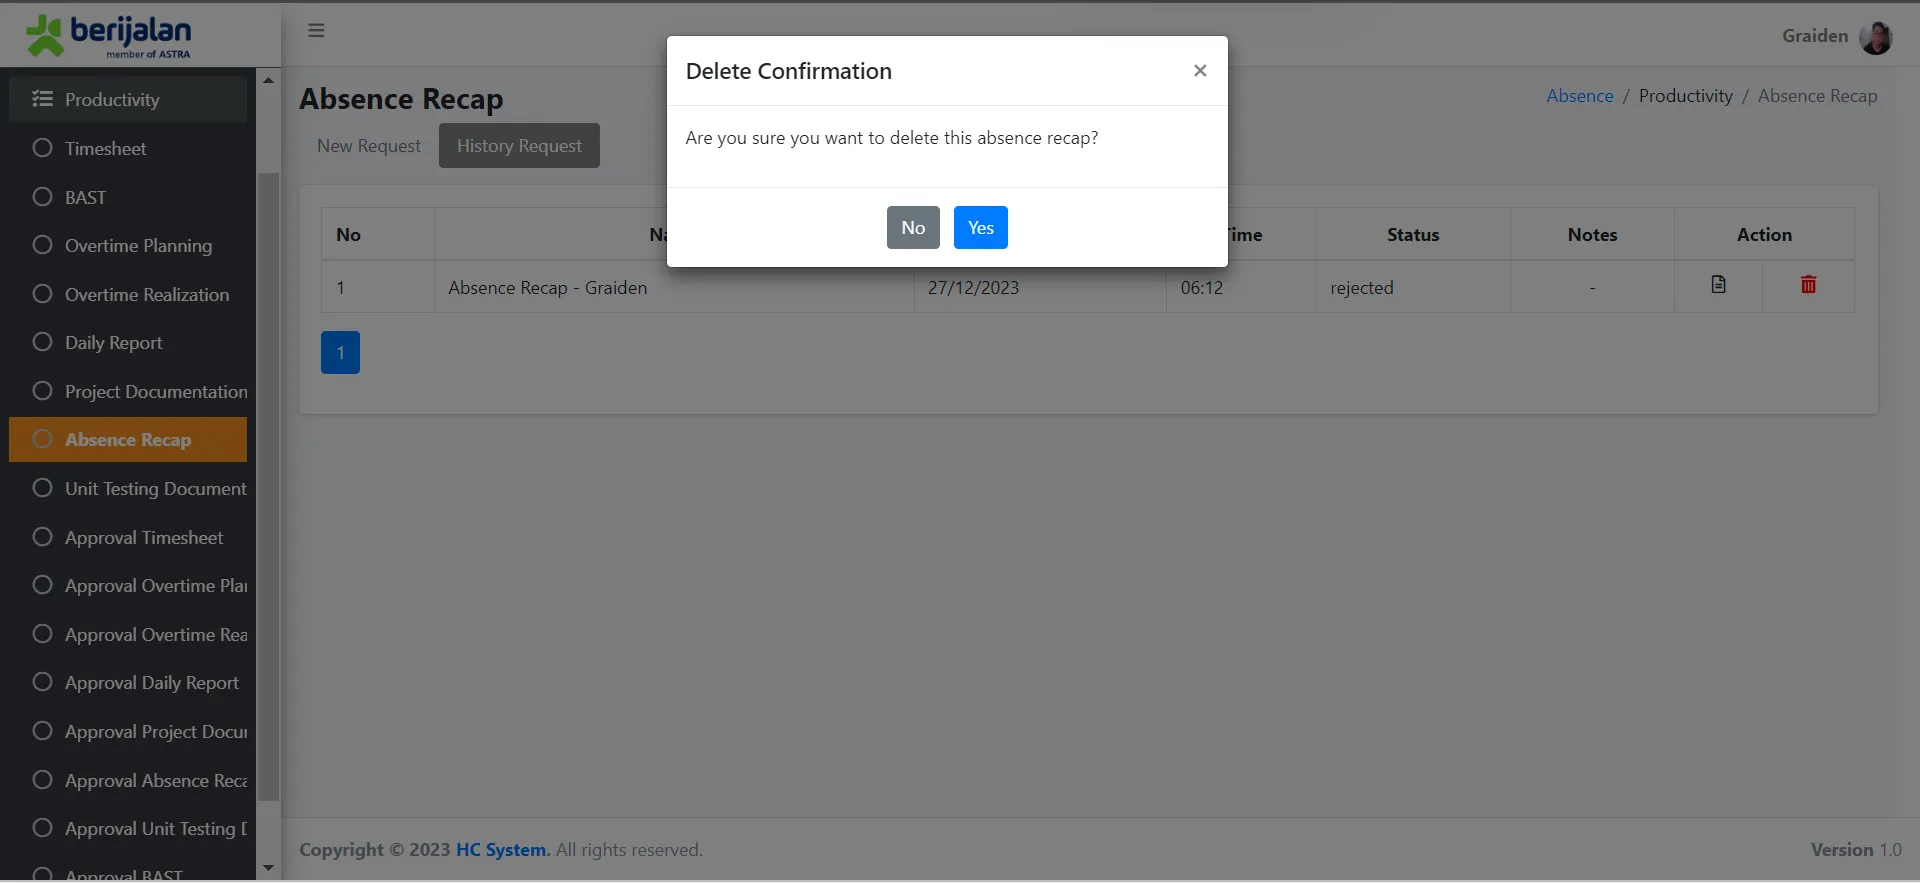 berijalan
member of ASTRA
Graiden
Productivity
Timesheet
BAST
Overtime Planning
Overtime Realization
Daily Report
Project Documentation
Absence Recap
Unit Testing Document
Approval Timesheet
Approval Overtime Pla
Approval Overtime Rea
Approval Daily Report
Approval Project Docu
Approval Absence Reca
Approval Unit Testing
Approval BAST
Absence Recap
Absence / Productivity / Absence Recap
New Request
History Request
Delete Confirmation
×
Are you sure you want to delete this absence recap?
No
Yes
No Na ime Status Notes Action
1 Absence Recap - Graiden 27/12/2023 06:12 rejected -
1
Copyright © 2023 HC System. All rights reserved.
Version 1.0